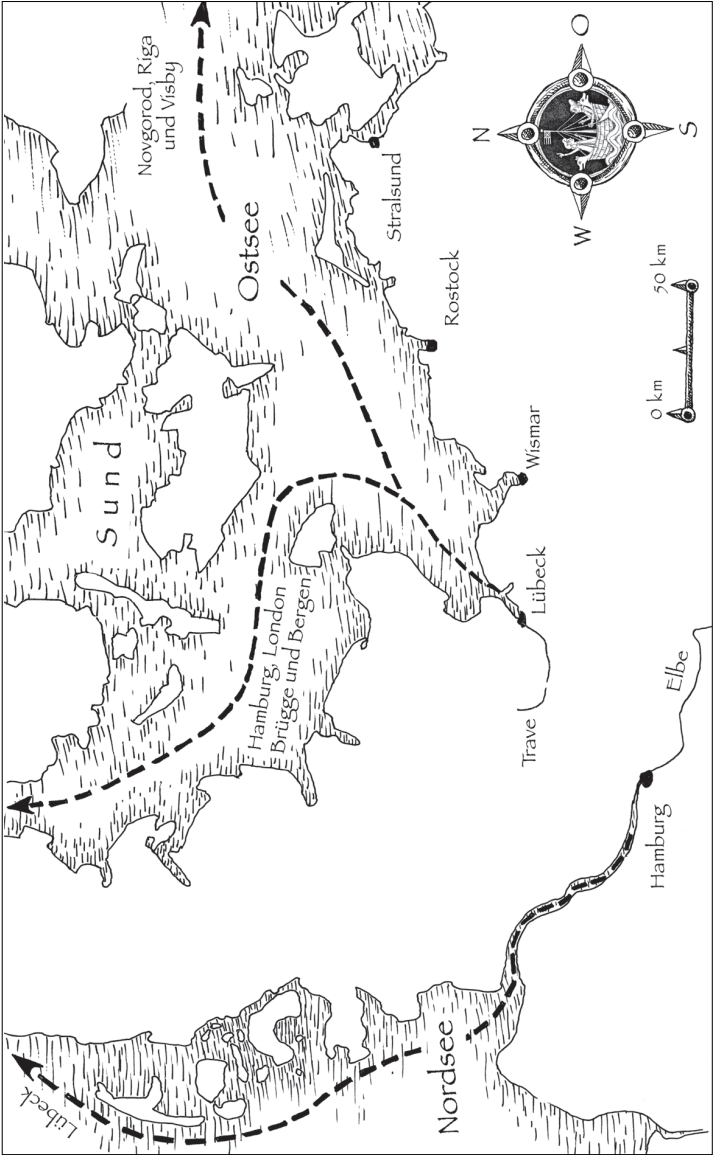 Lübeck
Sund
Novgorod, Riga
und Visby
Ostsee
Hamburg, London
Brügge und Bergen
Stralsund
Nordsee
Rostock
N
Trave
Lübeck
Wismar
W
O
Hamburg
Elbe
0 km
50 km
S